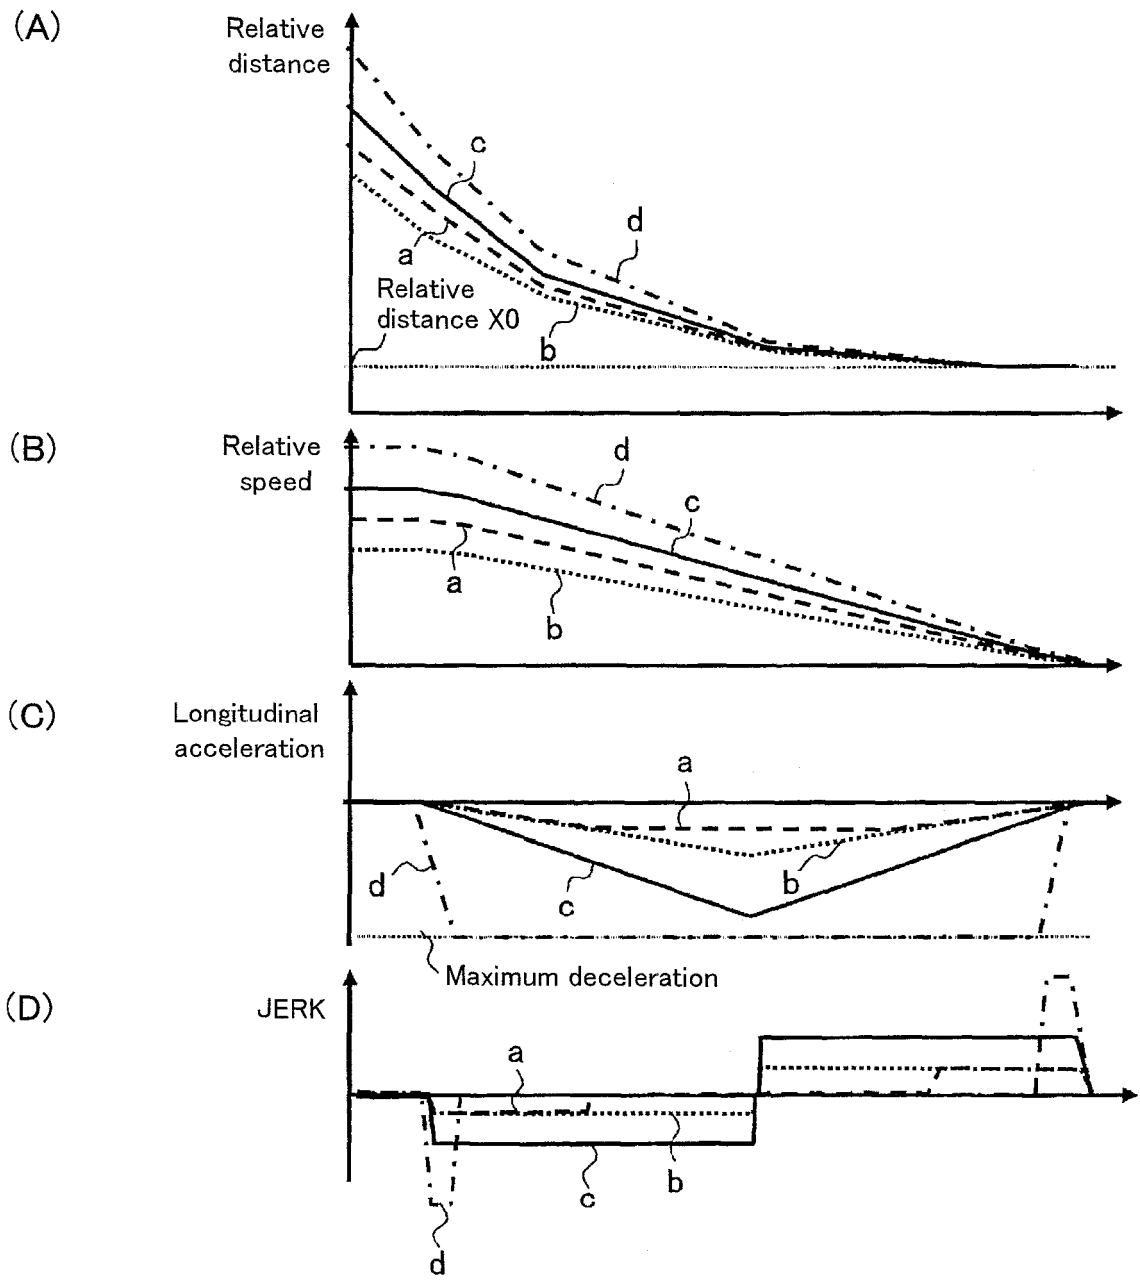 (A)
Relative
distance
c
d
a
Relative
distance X0
b
(B)
Relative
speed
d
c
a
b
(C)
Longitudinal
acceleration
a
d
c
b
Maximum deceleration
(D)
JERK
a
c
b
d